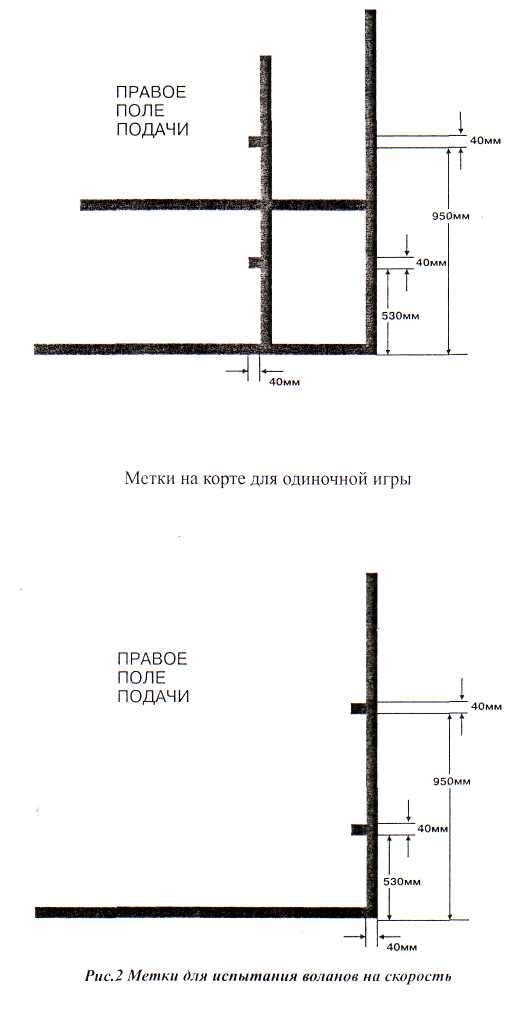 ПРАВОЕ
ПОЛЕ
ПОДАЧИ
40мм
950мм
40мм
530мм
40мм
Метки на корте для одиночной игры
ПРАВОЕ
ПОЛЕ
ПОДАЧИ
40мм
950мм
40мм
530мм
40мм
Рис.2 Метки для испытания воланов на скорость